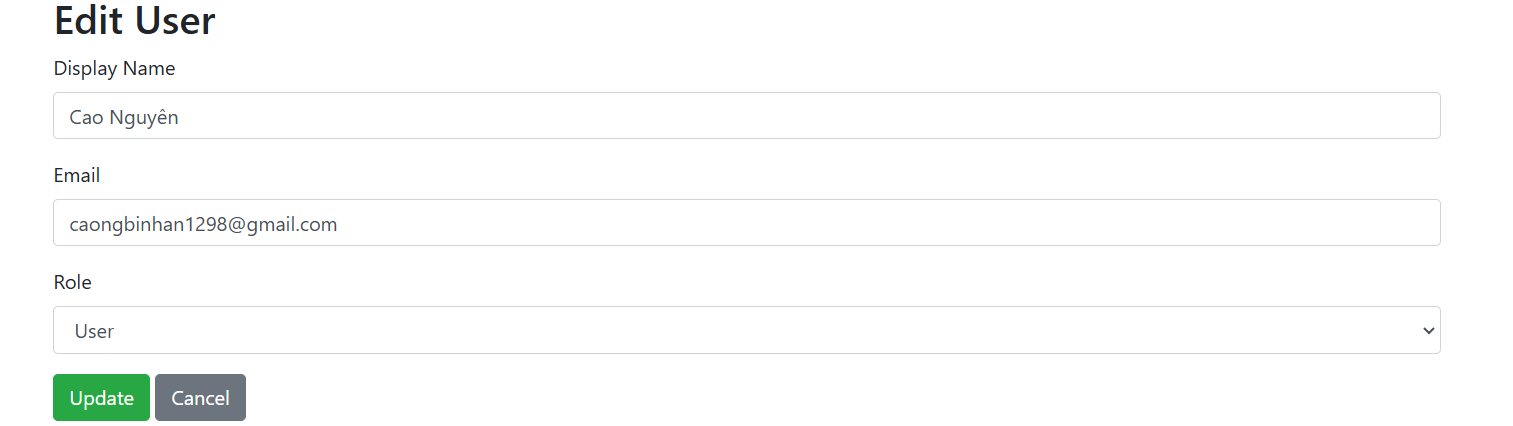 Edit User
Display Name
Cao Nguyên
Email
caongbinhan1298@gmail.com
Role
User
Update Cancel